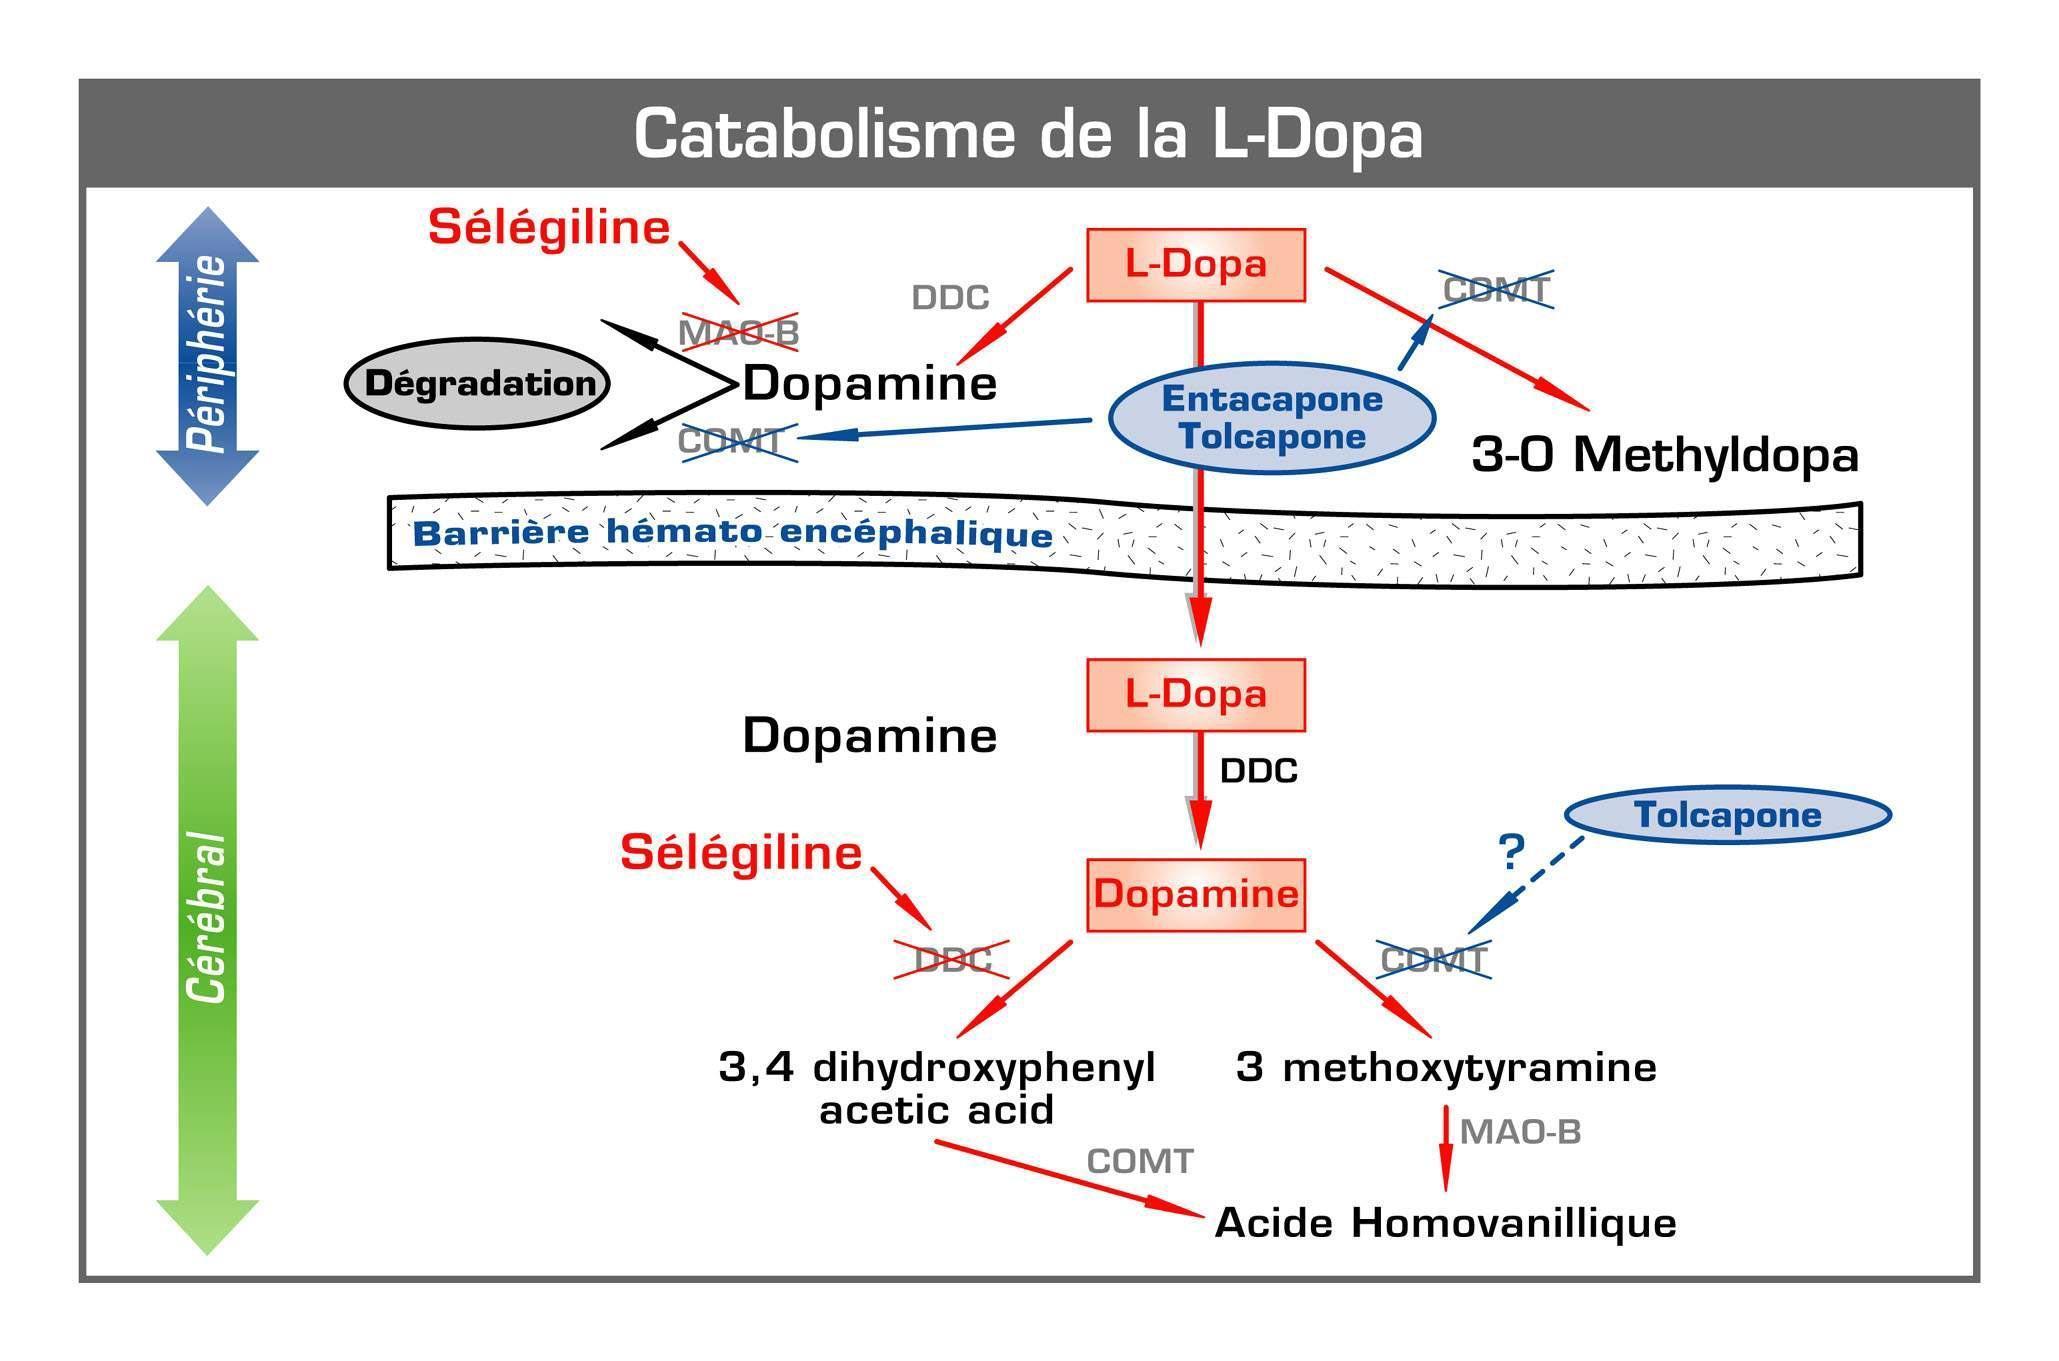 Catabolisme de la L-Dopa
Périphérie
Sélégiline
L-Dopa
DDC
COMT
MAO-B
Dégradation
Dopamine
Entacapone
Tolcapone
COMT
3-O Methyldopa
Barrière hémato encéphalique
Cérébral
L-Dopa
Dopamine
DDC
Tolcapone
?
Sélégiline
Dopamine
DDC
COMT
3,4 dihydroxyphenyl
acetic acid
3 methoxytyramine
MAO-B
COMT
Acide Homovanillique